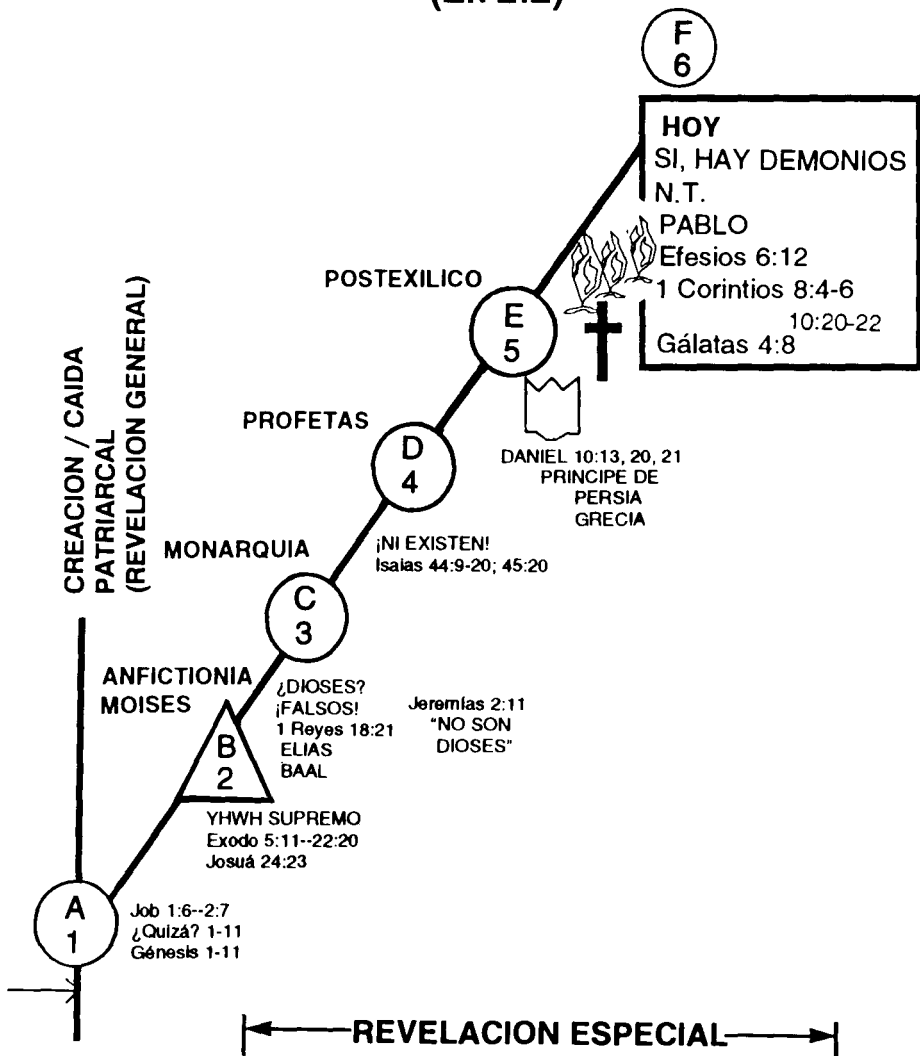 F
6
HOY
SI, HAY DEMONIOS
N.T.
PABLO
Efesios 6:12
1 Corintios 8:4-6
10:20-22
Gálatas 4:8
POSTEXILICO
E
5
DANIEL 10:13, 20, 21
PRINCIPE DE
PERSIA
GRECIA
PROFETAS
D
4
¡NI EXISTEN!
Isaías 44:9-20; 45:20
MONARQUIA
C
3
¿DIOSES?
¡FALSOS!
1 Reyes 18:21
ELIAS
BAAL
Jeremías 2:11
"NO SON
DIOSES"
ANFICTIONIA
MOISES
B
2
YHWH SUPREMO
Exodo 5:11--22:20
Josuá 24:23
CREACION / CAIDA
PATRIARCAL
(REVELACION GENERAL)
A
1
Job 1:6--2:7
¿Quizá? 1-11
Génesis 1-11
REVELACION ESPECIAL